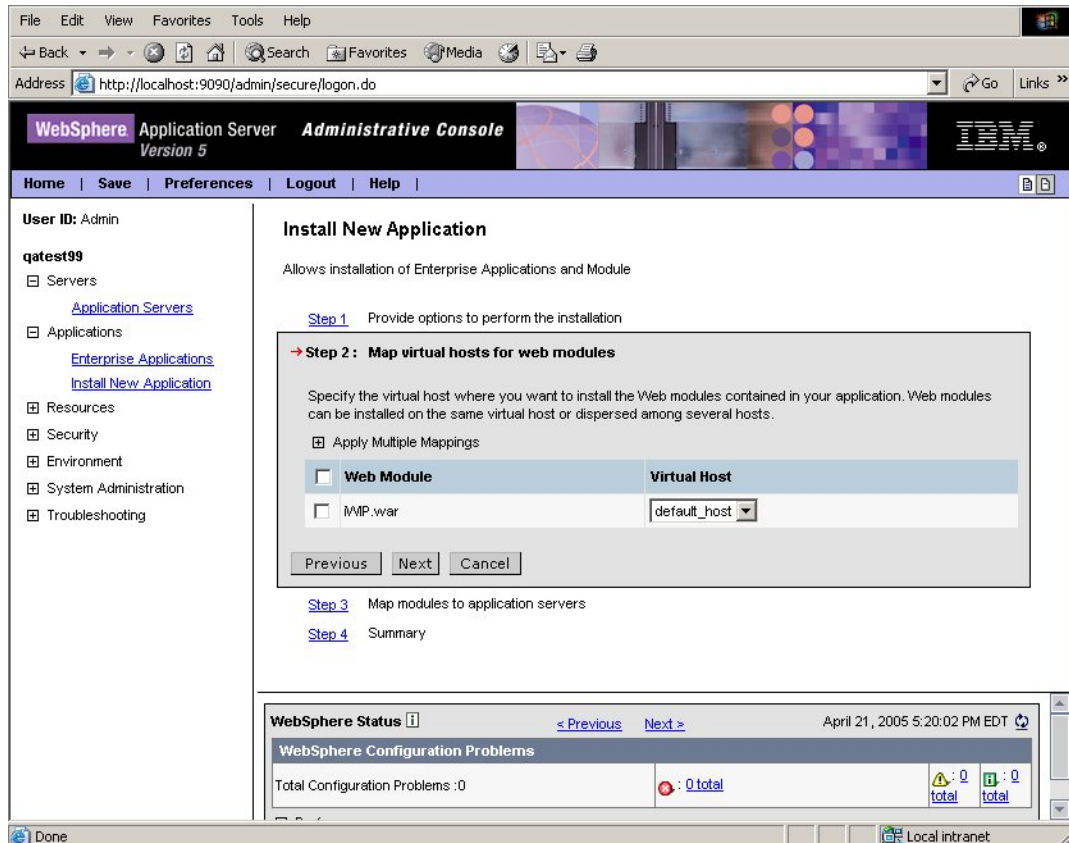 File Edit View Favorites Tools Help
Back Search Favorites Media
Address http://localhost:9090/admin/secure/logon.do Go Links »
WebSphere Application Server Administrative Console
Version 5
IBM®
Home | Save | Preferences | Logout | Help |
User ID: Admin
qatest99
Servers
Application Servers
Applications
Enterprise Applications
Install New Application
Resources
Security
Environment
System Administration
Troubleshooting
Install New Application
Allows installation of Enterprise Applications and Module
Step 1 Provide options to perform the installation
Step 2 : Map virtual hosts for web modules
Specify the virtual host where you want to install the Web modules contained in your application. Web modules
can be installed on the same virtual host or dispersed among several hosts.
Apply Multiple Mappings
Web Module Virtual Host
iWIP.war default_host
Previous Next Cancel
Step 3 Map modules to application servers
Step 4 Summary
WebSphere Status i < Previous Next > April 21, 2005 5:20:02 PM EDT
WebSphere Configuration Problems
Total Configuration Problems :0 : 0 total : 0 total : 0 total
Done Local intranet